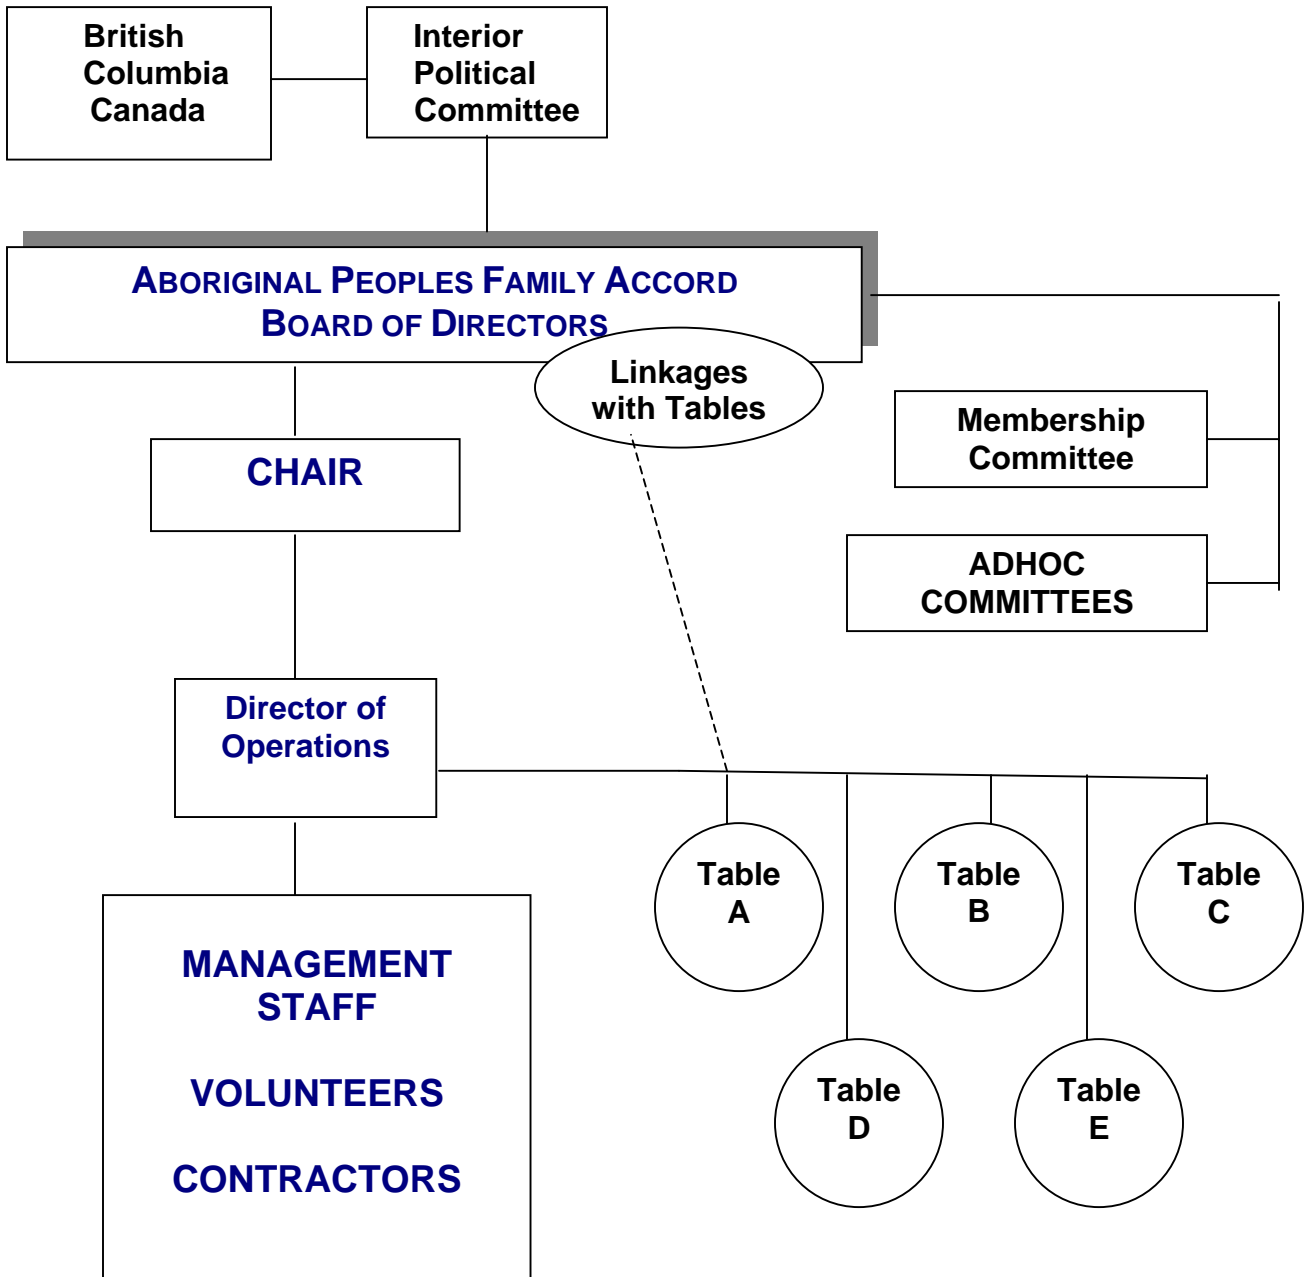 British
Columbia
Canada
Interior
Political
Committee
ABORIGINAL PEOPLES FAMILY ACCORD
BOARD OF DIRECTORS
Linkages
with Tables
Membership
Committee
CHAIR
ADHOC
COMMITTEES
Director of
Operations
Table
A
Table
B
Table
C
MANAGEMENT
STAFF
VOLUNTEERS
CONTRACTORS
Table
D
Table
E